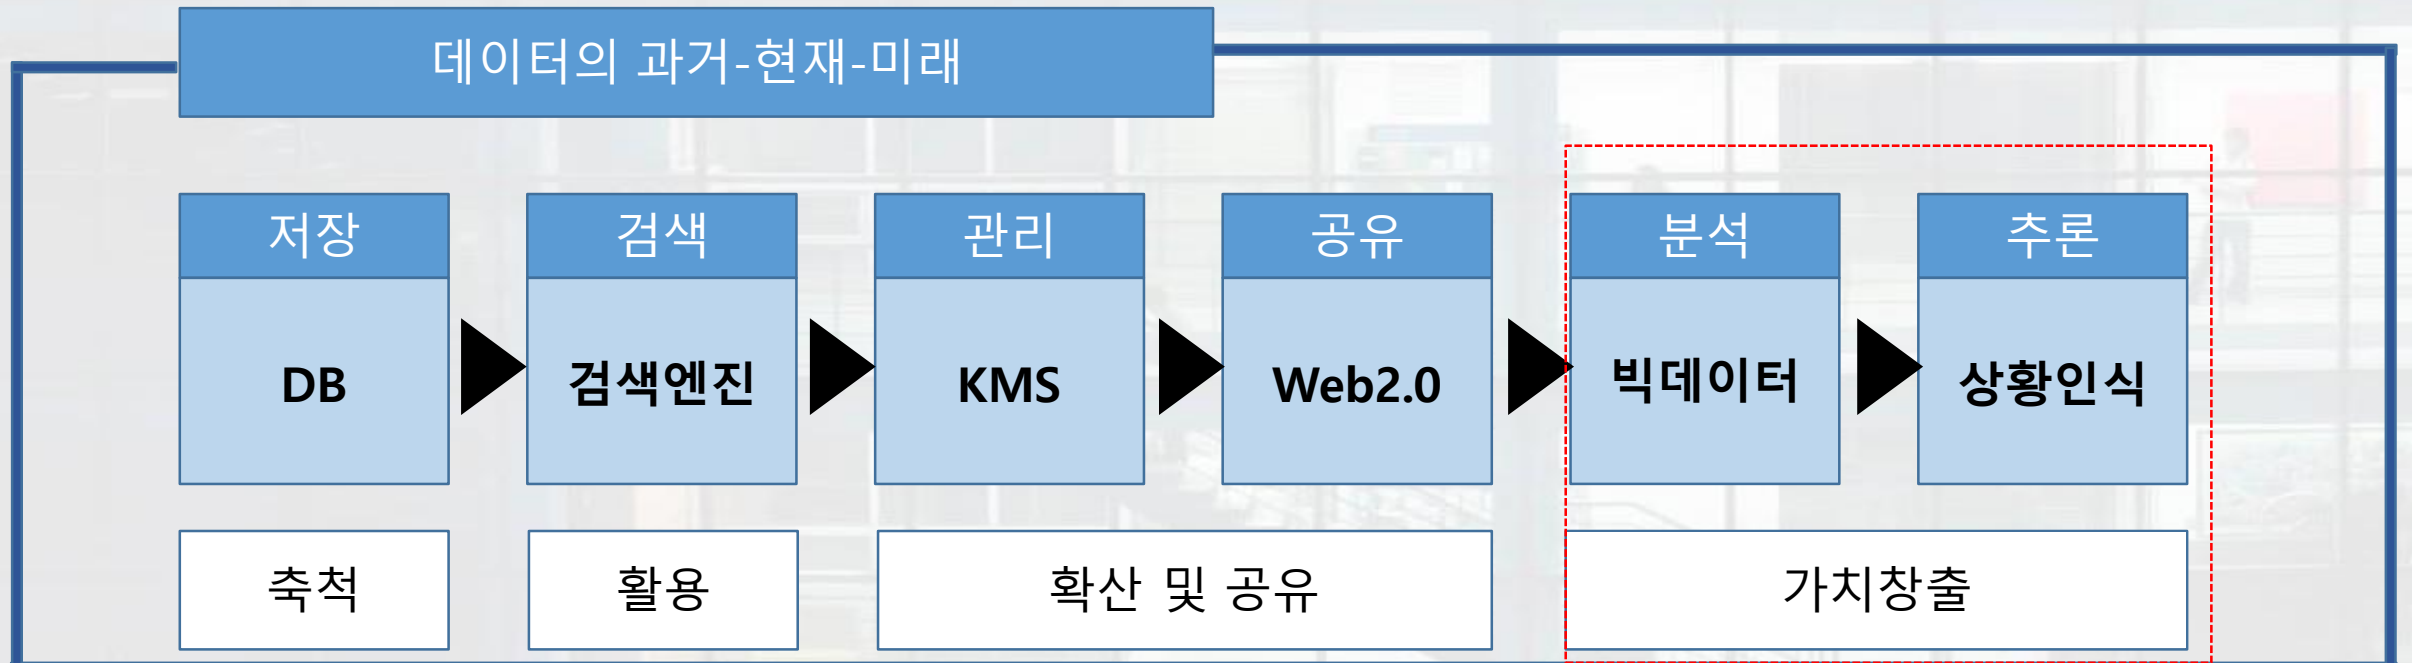 데이터의 과거-현재-미래
저장
검색
관리
공유
분석
추론
DB
검색엔진
KMS
Web2.0
빅데이터
상황인식
축척
활용
확산 및 공유
가치창출